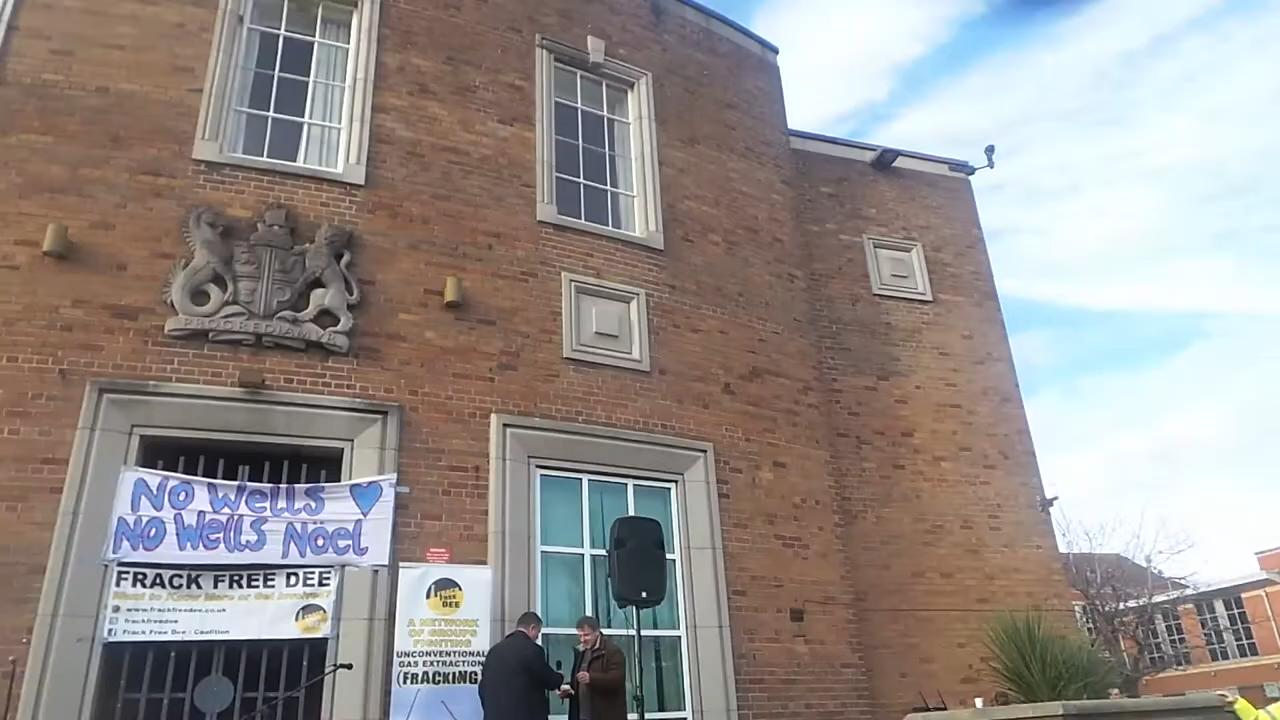 PROGREDIAMVR
NO WELLS
NO WELLS NÖEL
FRACK FREE DEE
Want to Know More or Get Involved?
www.frackfreedee.co.uk
frackfreedee
Frack Free Dee : Coalition
FRACK
FREE
DEE
A NETWORK
OF GROUPS
FIGHTING
UNCONVENTIONAL
GAS EXTRACTION
(FRACKING)